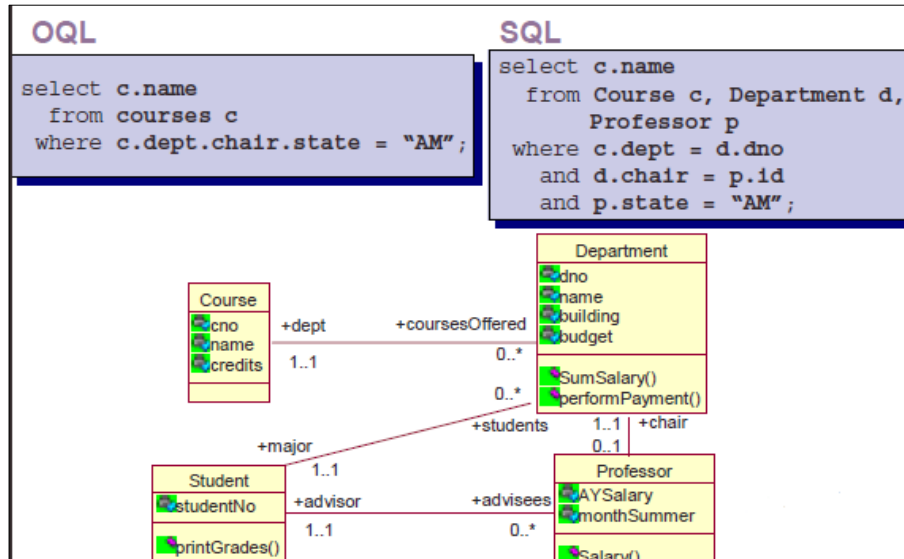 OQL
select c.name
from courses c
where c.dept.chair.state = “AM”;
SQL
select c.name
from Course c, Department d,
Professor p
where c.dept = d.dno
and d.chair = p.id
and p.state = “AM”;
Department
dno
name
building
budget
SumSalary()
performPayment()
Course
cno
name
credits
+dept
1..1
+coursesOffered
0..*
0..*
+students
+major
1..1
1..1
+chair
0..1
Student
studentNo
printGrades()
+advisor
1..1
+advisees
0..*
Professor
AYSalary
monthSummer
Salary()